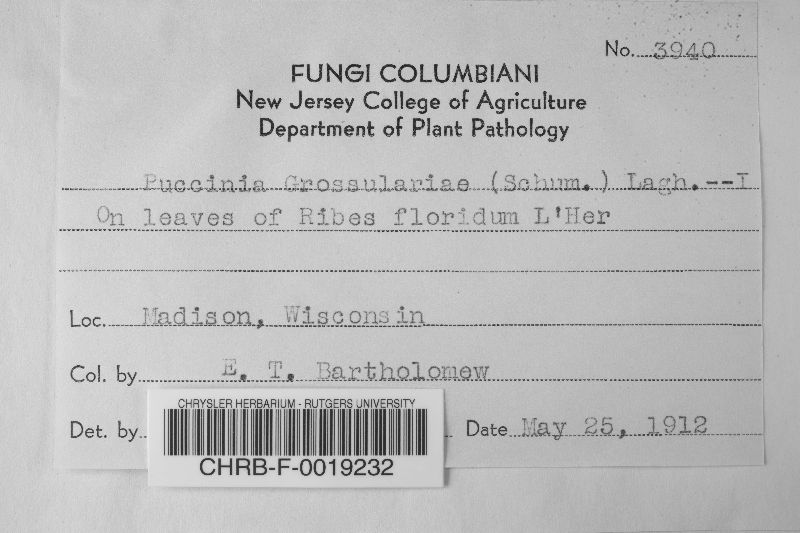 No. 3940
FUNGI COLUMBIANI
New Jersey College of Agriculture
Department of Plant Pathology
Puccinia Grossulariae (Schum.) Lagh.--I
On leaves of Ribes floridum L'Her
Loc. Madison, Wisconsin
Col. by E. T. Bartholomew
Det. by
Date May 25, 1912
CHRYSLER HERBARIUM - RUTGERS UNIVERSITY
CHRB-F-0019232